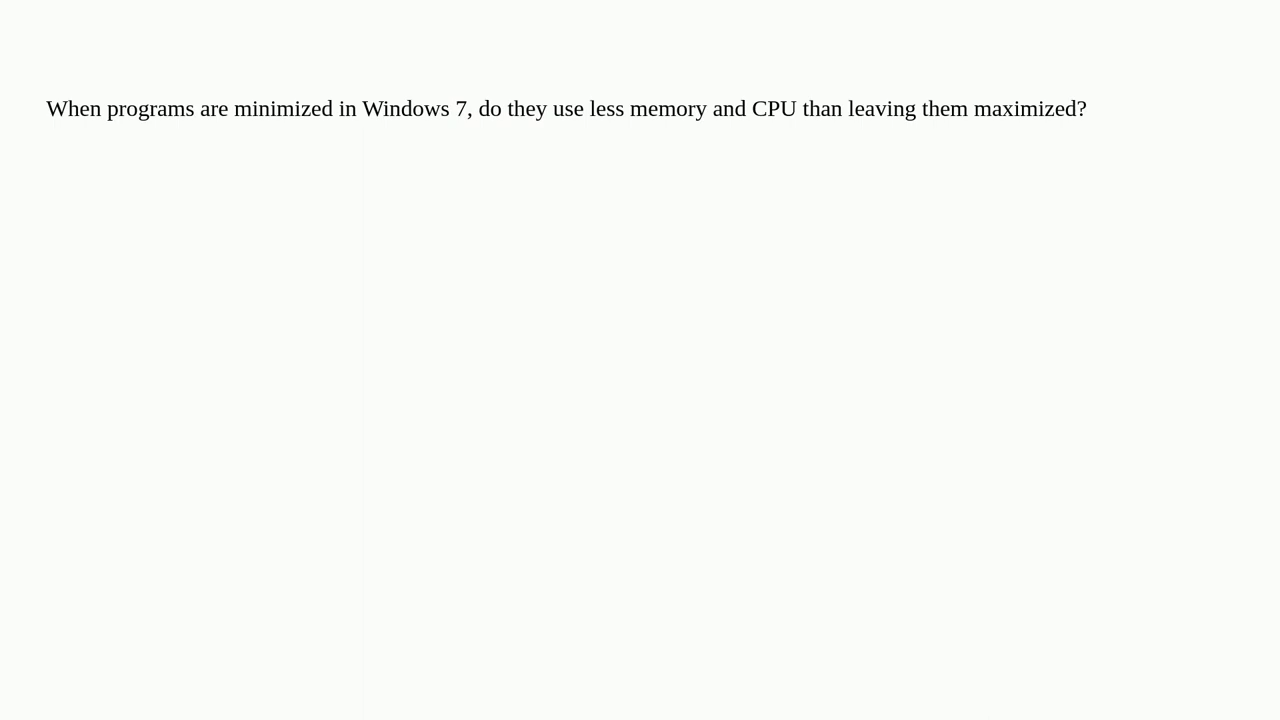 When programs are minimized in Windows 7, do they use less memory and CPU than leaving them maximized?